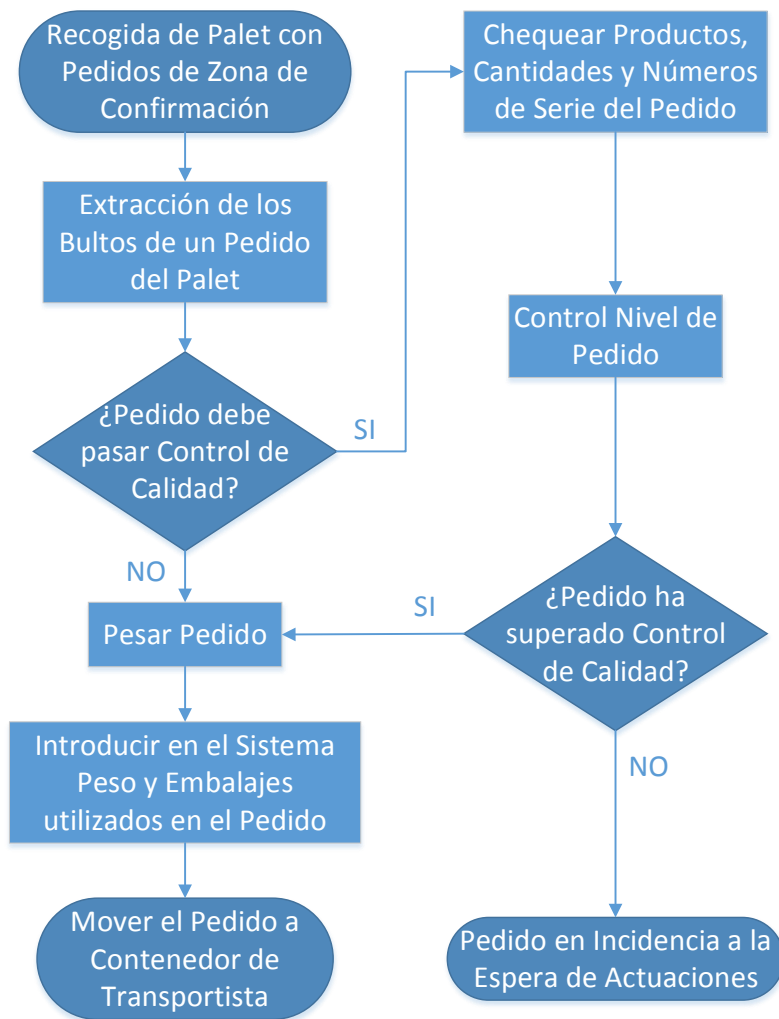 Recogida de Palet con
Pedidos de Zona de
Confirmación
Extracción de los
Bultos de un Pedido
del Palet
¿Pedido debe
pasar Control de
Calidad?
SI
NO
Pesar Pedido
Introducir en el Sistema
Peso y Embalajes
utilizados en el Pedido
Mover el Pedido a
Contenedor de
Transportista
Chequear Productos,
Cantidades y Números
de Serie del Pedido
Control Nivel de
Pedido
¿Pedido ha
superado Control
de Calidad?
SI
NO
Pedido en Incidencia a la
Espera de Actuaciones